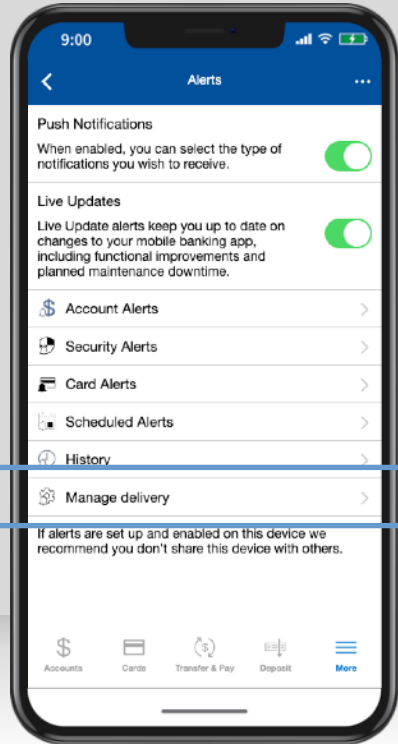 9:00
Alerts
Push Notifications
When enabled, you can select the type of
notifications you wish to receive.
Live Updates
Live Update alerts keep you up to date on
changes to your mobile banking app,
including functional improvements and
planned maintenance downtime.
Account Alerts
Security Alerts
Card Alerts
Scheduled Alerts
History
Manage delivery
If alerts are set up and enabled on this device we
recommend you don't share this device with others.
Accounts Cards Transfer & Pay Deposit More